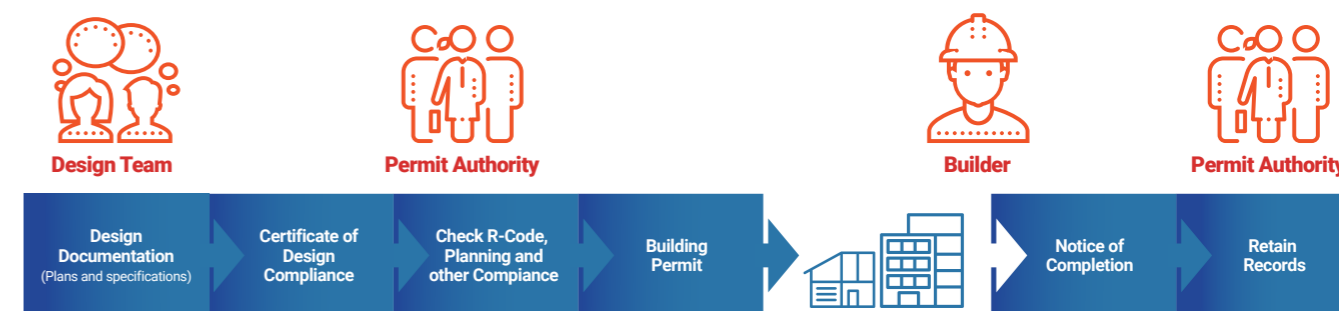 Design Team
Permit Authority
Builder
Permit Authority
Design
Documentation
(Plans and specifications)
Certificate of
Design
Compliance
Check R-Code,
Planning and
other Compiance
Building
Permit
Notice of
Completion
Retain
Records